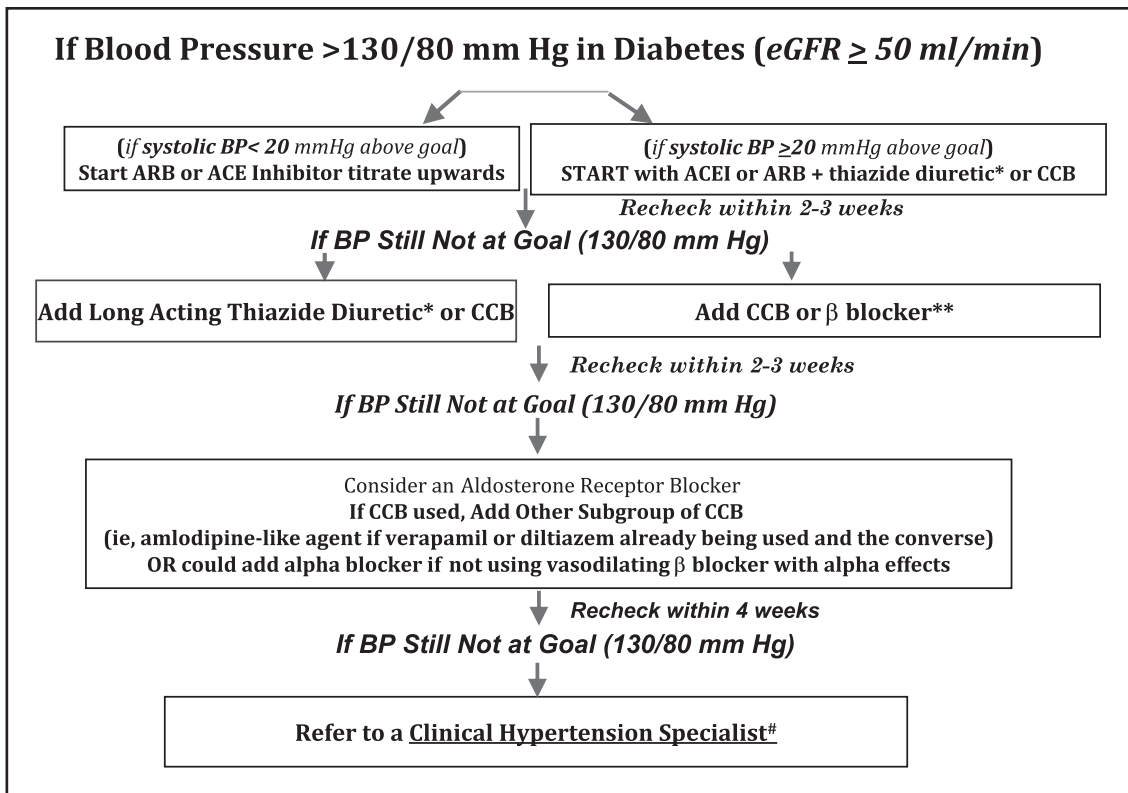 If Blood Pressure >130/80 mm Hg in Diabetes (eGFR ≥ 50 ml/min)
(if systolic BP< 20 mmHg above goal)
Start ARB or ACE Inhibitor titrate upwards
(if systolic BP ≥20 mmHg above goal)
START with ACEI or ARB + thiazide diuretic* or CCB
Recheck within 2-3 weeks
If BP Still Not at Goal (130/80 mm Hg)
Add Long Acting Thiazide Diuretic* or CCB
Add CCB or β blocker**
Recheck within 2-3 weeks
If BP Still Not at Goal (130/80 mm Hg)
Consider an Aldosterone Receptor Blocker
If CCB used, Add Other Subgroup of CCB
(ie, amlodipine-like agent if verapamil or diltiazem already being used and the converse)
OR could add alpha blocker if not using vasodilating β blocker with alpha effects
Recheck within 4 weeks
If BP Still Not at Goal (130/80 mm Hg)
Refer to a Clinical Hypertension Specialist#